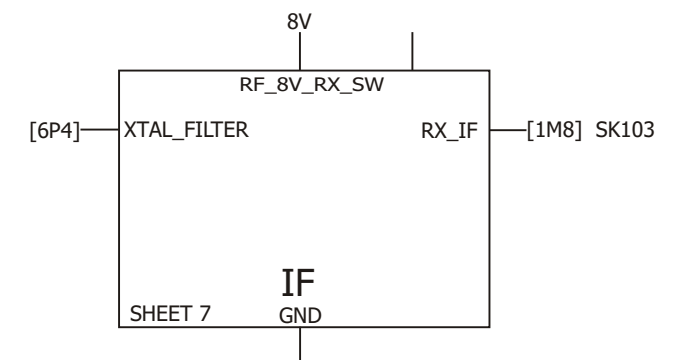 8V
RF_8V_RX_SW
[6P4] XTAL_FILTER RX_IF [1M8] SK103
IF
SHEET 7 GND